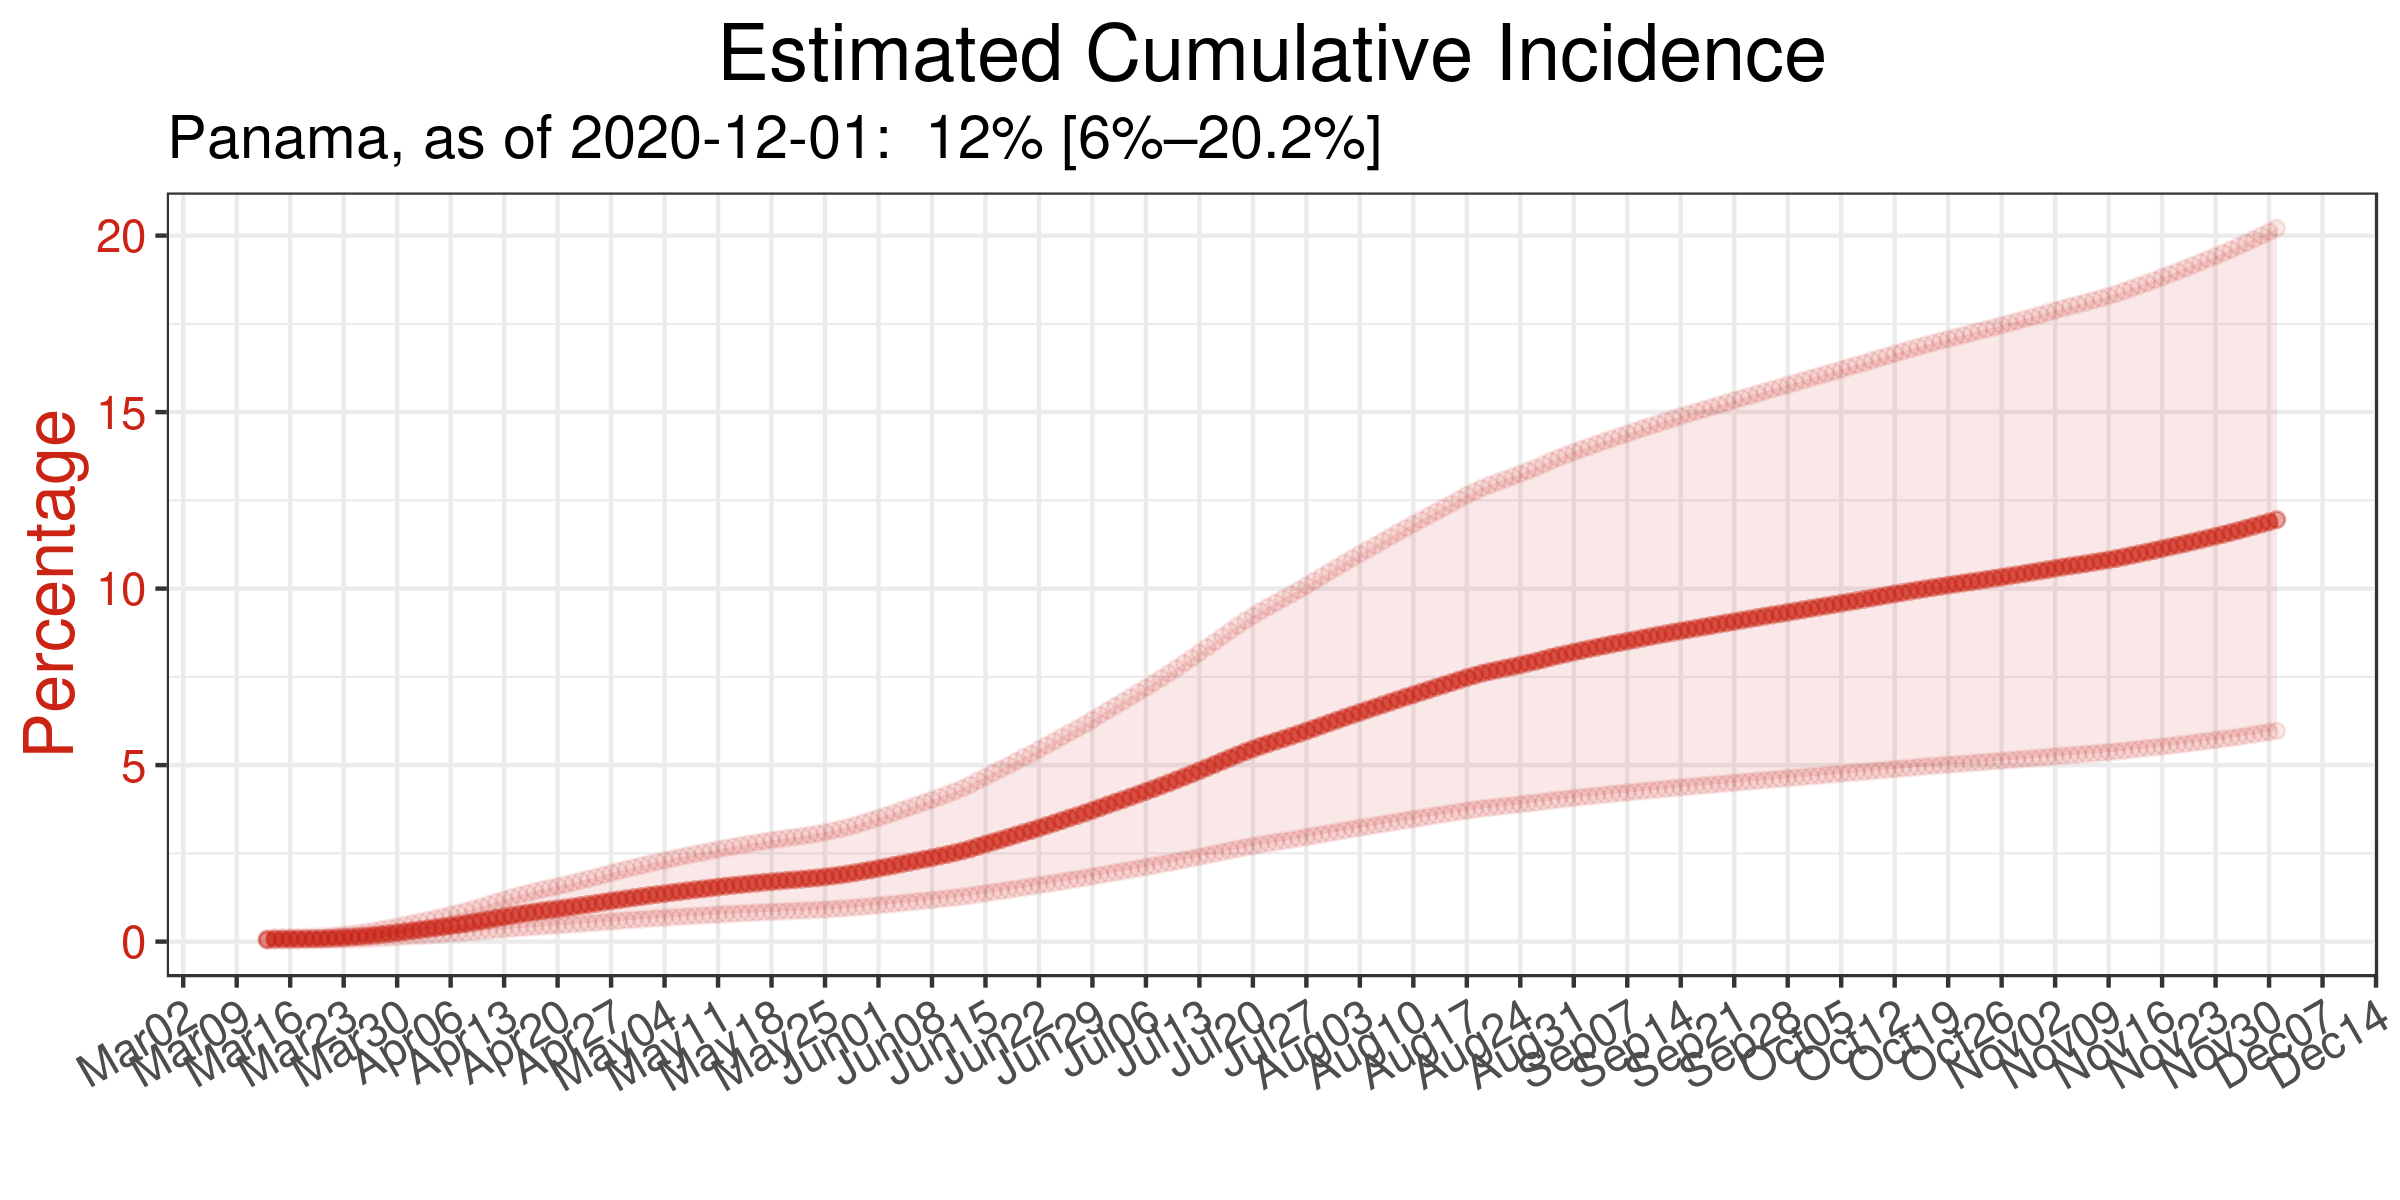 Estimated Cumulative Incidence
Panama, as of 2020-12-01:  12% [6%–20.2%]
Percentage
20
15
10
5
0
Mar02
Mar09
Mar16
Mar23
Mar30
Apr06
Apr13
Apr20
Apr27
May04
May11
May18
May25
Jun01
Jun08
Jun15
Jun22
Jun29
Jul06
Jul13
Jul20
Jul27
Aug03
Aug10
Aug17
Aug24
Aug31
Sep07
Sep14
Sep21
Sep28
Oct05
Oct12
Oct19
Oct26
Nov02
Nov09
Nov16
Nov23
Nov30
Dec07
Dec14